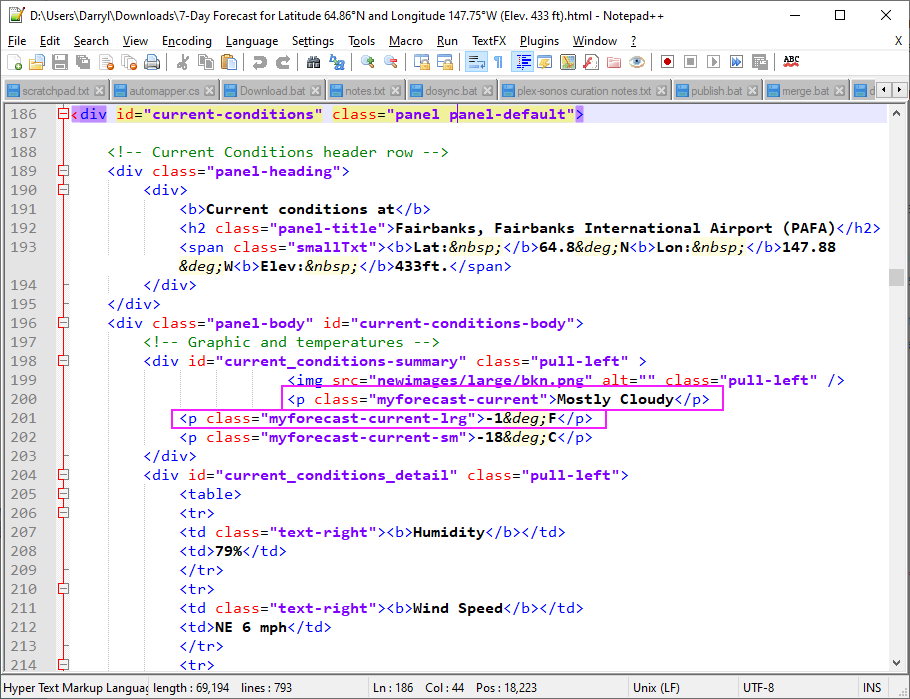 D:\Users\Darryl\Downloads\7-Day Forecast for Latitude 64.86°N and Longitude 147.75°W (Elev. 433 ft).html - Notepad++
File Edit Search View Encoding Language Settings Tools Macro Run TextFX Plugins Window ? X
ABC
scratchpad.txt automapper.cs Download.bat notes.txt dosync.bat plex-sonos curation notes.txt publish.bat merge.bat d
186 <div id="current-conditions" class="panel panel-default">
187
188 <!-- Current Conditions header row -->
189 <div class="panel-heading">
190 <div>
191 <b>Current conditions at</b>
192 <h2 class="panel-title">Fairbanks, Fairbanks International Airport (PAFA)</h2>
193 <span class="smallTxt"><b>Lat:&nbsp;</b>64.8&deg;N<b>Lon:&nbsp;</b>147.88
&deg;W<b>Elev:&nbsp;</b>433ft.</span>
194 </div>
195 </div>
196 <div class="panel-body" id="current-conditions-body">
197 <!-- Graphic and temperatures -->
198 <div id="current_conditions-summary" class="pull-left" >
199 <img src="newimages/large/bkn.png" alt="" class="pull-left" />
200 <p class="myforecast-current">Mostly Cloudy</p>
201 <p class="myforecast-current-lrg">-1&deg;F</p>
202 <p class="myforecast-current-sm">-18&deg;C</p>
203 </div>
204 <div id="current_conditions_detail" class="pull-left">
205 <table>
206 <tr>
207 <td class="text-right"><b>Humidity</b></td>
208 <td>79%</td>
209 </tr>
210 <tr>
211 <td class="text-right"><b>Wind Speed</b></td>
212 <td>NE 6 mph</td>
213 </tr>
214 <tr>
Hyper Text Markup Languag length : 69,194 lines : 793 Ln : 186 Col : 44 Pos : 18,223 Unix (LF) UTF-8 INS